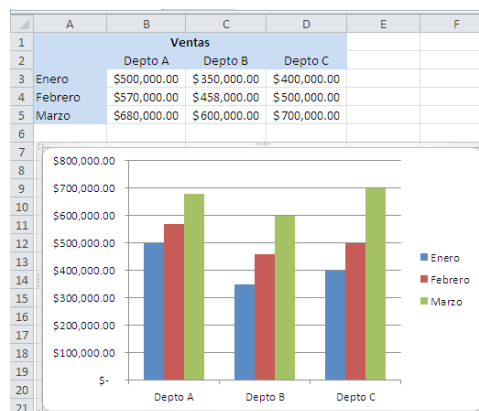 A B C D E F
1 Ventas
2 Depto A Depto B Depto C
3 Enero $500,000.00 $350,000.00 $400,000.00
4 Febrero $570,000.00 $458,000.00 $500,000.00
5 Marzo $680,000.00 $600,000.00 $700,000.00
6
7
8
9
10
11
12
13
14
15
16
17
18
19
20
21
$800,000.00
$700,000.00
$600,000.00
$500,000.00
$400,000.00
$300,000.00
$200,000.00
$100,000.00
$-
Depto A Depto B Depto C
Enero
Febrero
Marzo